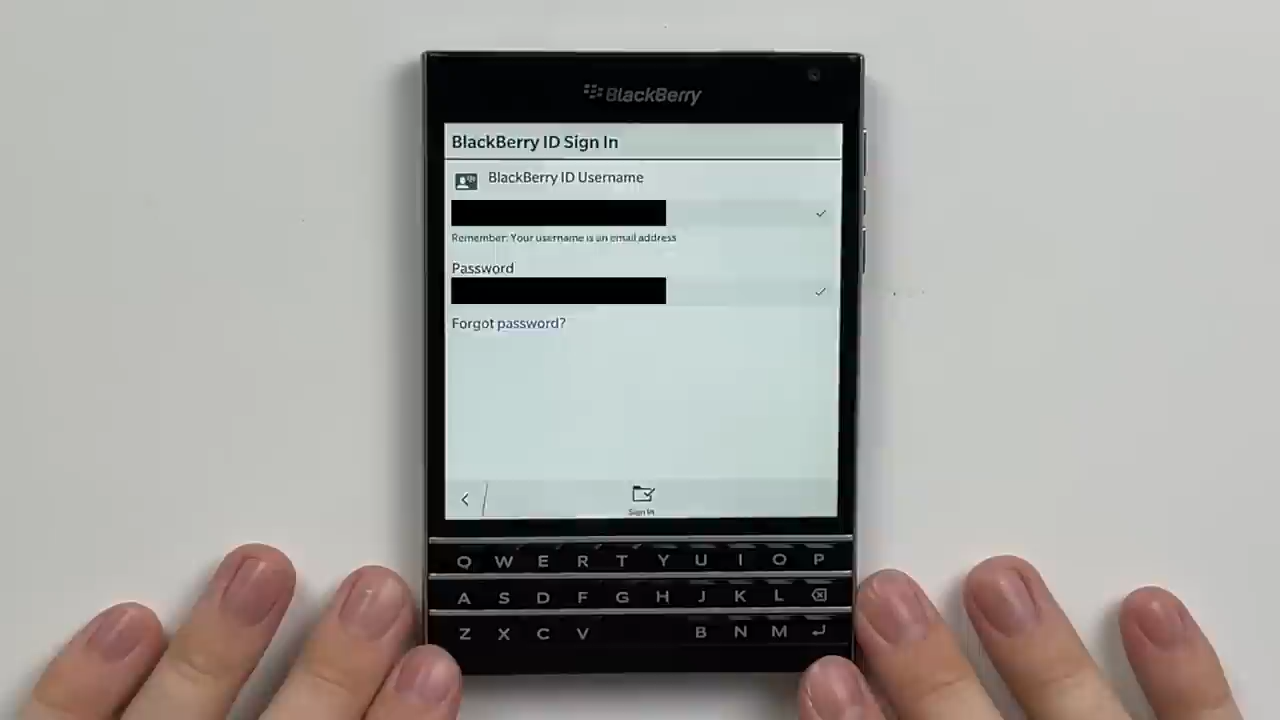 BlackBerry
BlackBerry ID Sign In
BlackBerry ID Username
Remember: Your username is an email address
Password
Forgot password?
Sign In
Q W E R T Y U I O P
A S D F G H J K L
Z X C V B N M